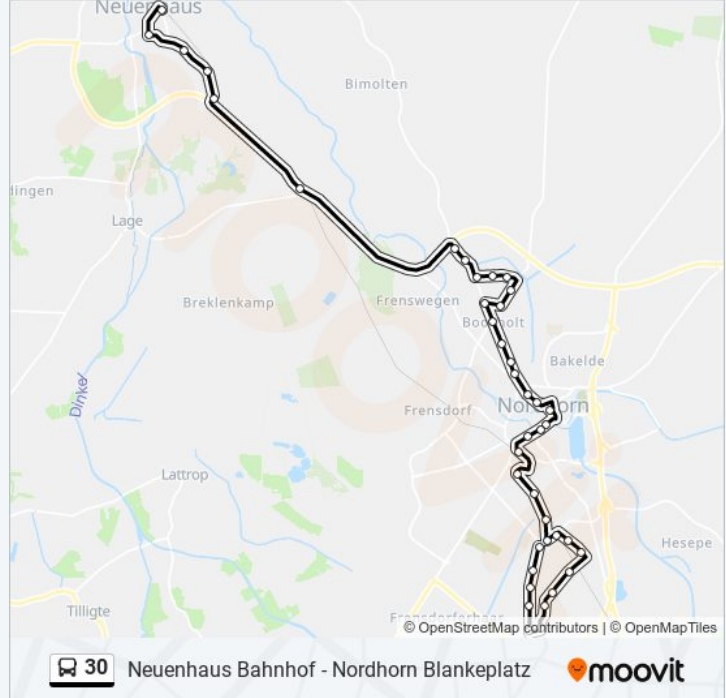 Neuenhaus
Bimolten
dingen
Lage
Breklenkamp
Frenswegen
Bookholt
Bakelde
Dinkel
Frensdorf
Nordhorn
Lattrop
Hesepe
Tilligte
Frensdorferhaar
© OpenStreetMap contributors | © OpenMapTiles
30 Neuenhaus Bahnhof - Nordhorn Blankeplatz moovit